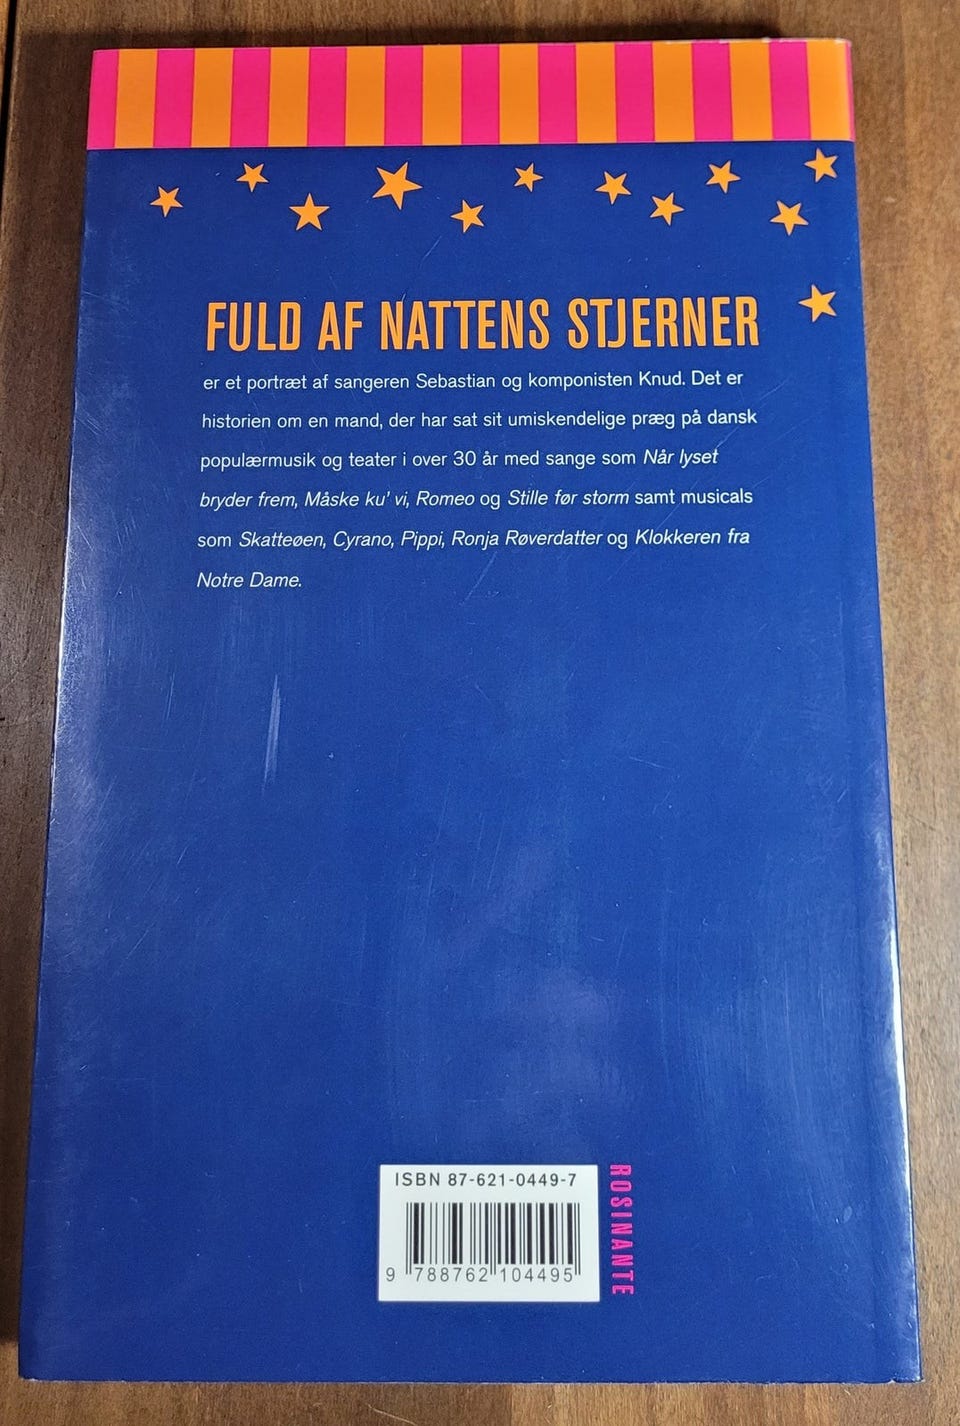 FULD AF NATTENS STJERNER
er et portræt af sangeren Sebastian og komponisten Knud. Det er
historien om en mand, der har sat sit umiskendelige præg på dansk
populærmusik og teater i over 30 år med sange som Når lyset
bryder frem, Måske ku' vi, Romeo og Stille før storm samt musicals
som Skatteøen, Cyrano, Pippi, Ronja Røverdatter og Klokkeren fra
Notre Dame.
ISBN 87-621-0449-7
9 788762 104495
ROSINANTE